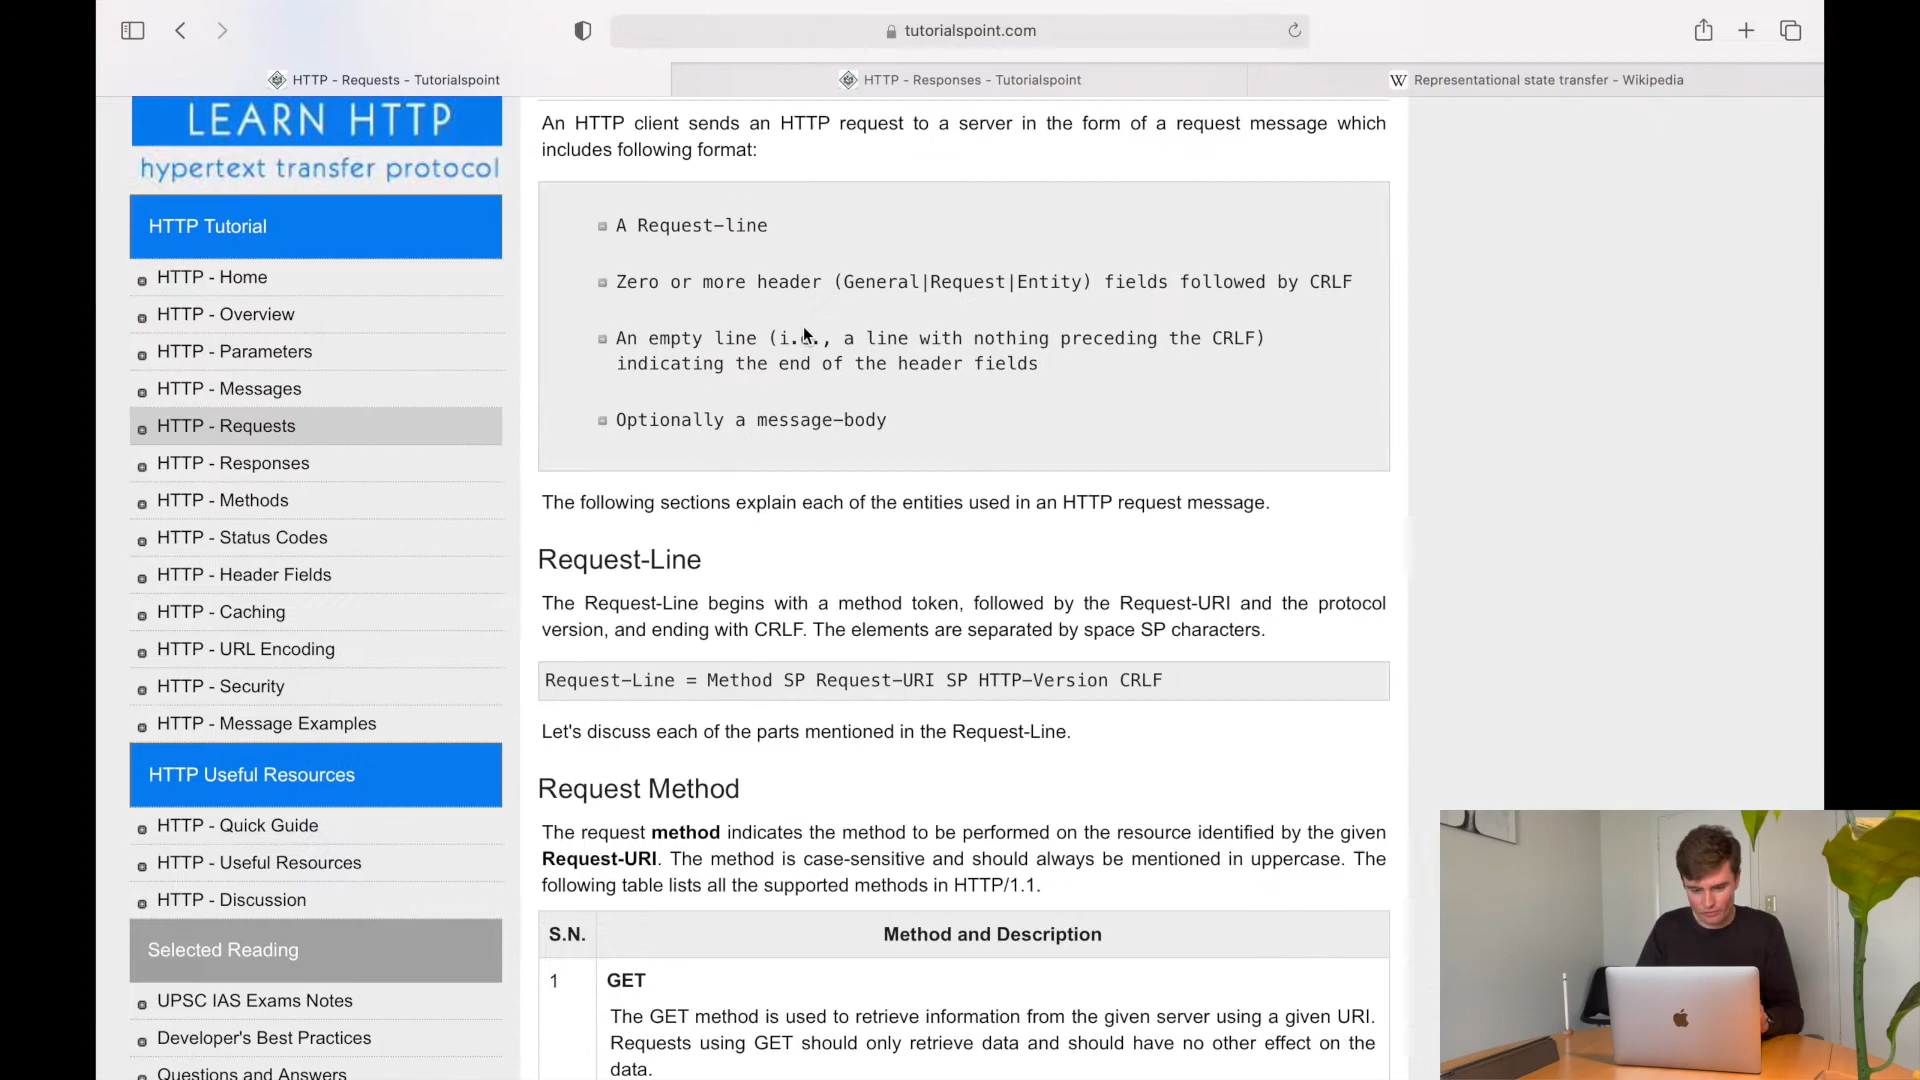 tutorialspoint.com
HTTP - Requests - Tutorialspoint
HTTP - Responses - Tutorialspoint
W Representational state transfer - Wikipedia
LEARN HTTP
hypertext transfer protocol
HTTP Tutorial
HTTP - Home
HTTP - Overview
HTTP - Parameters
HTTP - Messages
HTTP - Requests
HTTP - Responses
HTTP - Methods
HTTP - Status Codes
HTTP - Header Fields
HTTP - Caching
HTTP - URL Encoding
HTTP - Security
HTTP - Message Examples
HTTP Useful Resources
HTTP - Quick Guide
HTTP - Useful Resources
HTTP - Discussion
Selected Reading
UPSC IAS Exams Notes
Developer's Best Practices
Questions and Answers
An HTTP client sends an HTTP request to a server in the form of a request message which
includes following format:
A Request-line
Zero or more header (General|Request|Entity) fields followed by CRLF
An empty line (i.e., a line with nothing preceding the CRLF)
indicating the end of the header fields
Optionally a message-body
The following sections explain each of the entities used in an HTTP request message.
Request-Line
The Request-Line begins with a method token, followed by the Request-URI and the protocol
version, and ending with CRLF. The elements are separated by space SP characters.
Request-Line = Method SP Request-URI SP HTTP-Version CRLF
Let's discuss each of the parts mentioned in the Request-Line.
Request Method
The request method indicates the method to be performed on the resource identified by the given
Request-URI. The method is case-sensitive and should always be mentioned in uppercase. The
following table lists all the supported methods in HTTP/1.1.
S.N. Method and Description
1 GET
The GET method is used to retrieve information from the given server using a given URI.
Requests using GET should only retrieve data and should have no other effect on the
data.